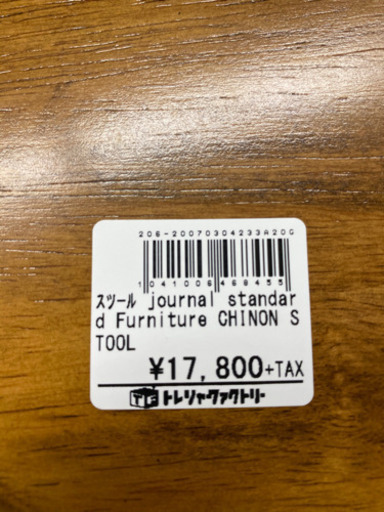 206-20070304233A20G
1041006468455
ｽﾂｰﾙ journal standar
d Furniture CHINON S
TOOL
¥17,800+TAX
TF トレジャーファクトリー